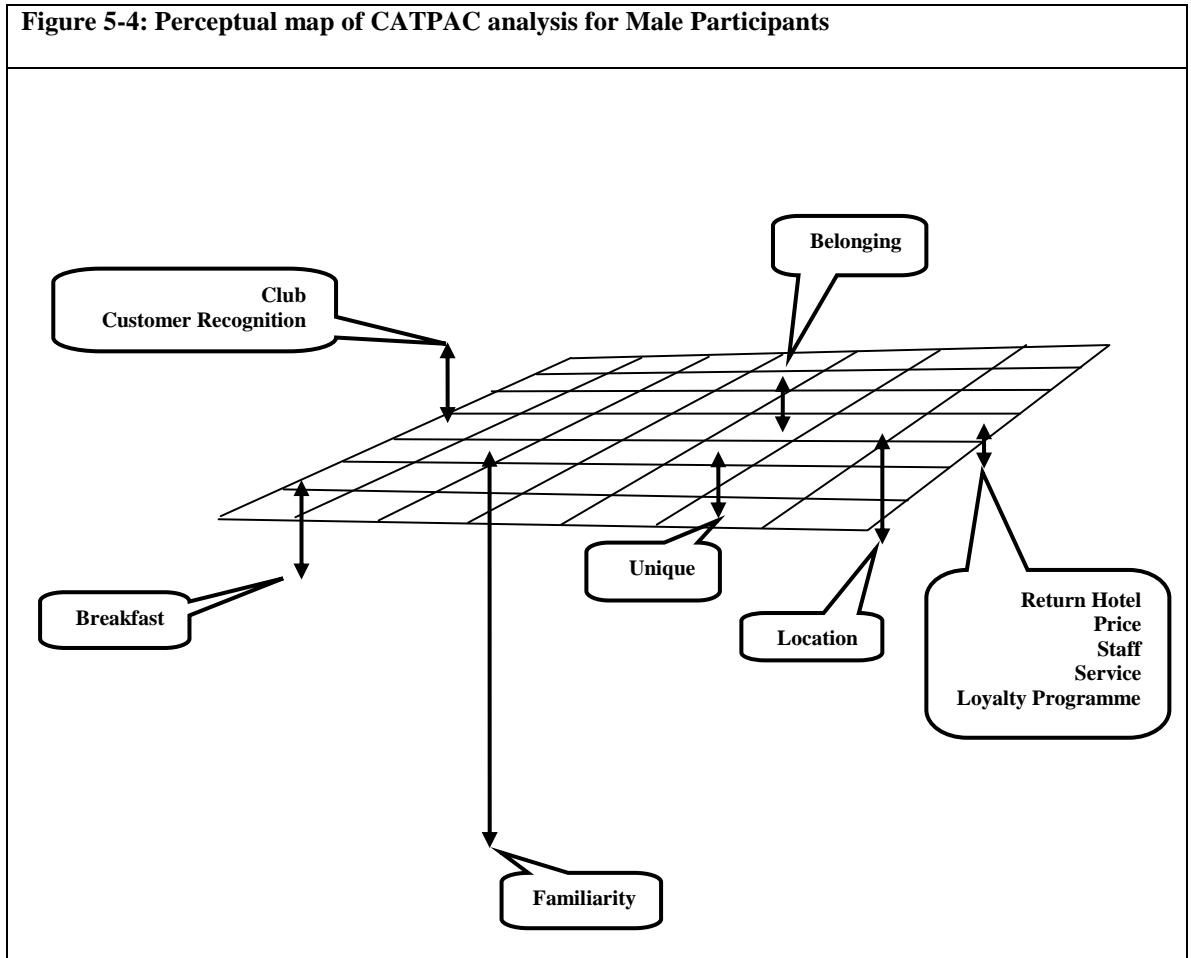 Figure 5-4: Perceptual map of CATPAC analysis for Male Participants
Belonging
Club
Customer Recognition
Unique
Breakfast
Location
Return Hotel
Price
Staff
Service
Loyalty Programme
Familiarity